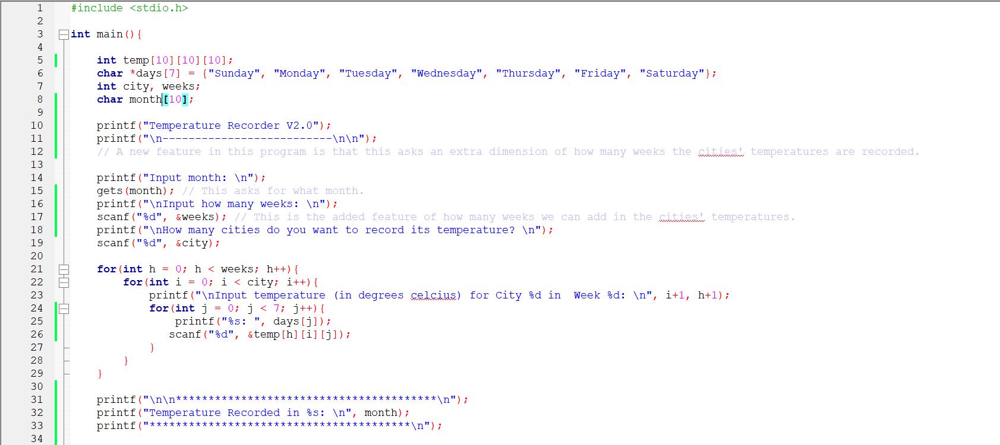 1 #include <stdio.h>
2
3 int main(){
4
5 int temp[10][10][10];
6 char *days[7] = {"Sunday", "Monday", "Tuesday", "Wednesday", "Thursday", "Friday", "Saturday"};
7 int city, weeks;
8 char month[10];
9
10 printf("Temperature Recorder V2.0");
11 printf("\n--------------------------\n\n");
12 // A new feature in this program is that this asks an extra dimension of how many weeks the cities' temperatures are recorded.
13
14 printf("Input month: \n");
15 gets(month); // This asks for what month.
16 printf("\nInput how many weeks: \n");
17 scanf("%d", &weeks); // This is the added feature of how many weeks we can add in the cities' temperatures.
18 printf("\nHow many cities do you want to record its temperature? \n");
19 scanf("%d", &city);
20
21 for(int h = 0; h < weeks; h++){
22 for(int i = 0; i < city; i++){
23 printf("\nInput temperature (in degrees celcius) for City %d in  Week %d: \n", i+1, h+1);
24 for(int j = 0; j < 7; j++){
25 printf("%s: ", days[j]);
26 scanf("%d", &temp[h][i][j]);
27 }
28 }
29 }
30
31 printf("\n\n****************************************\n");
32 printf("Temperature Recorded in %s: \n", month);
33 printf("****************************************\n");
34